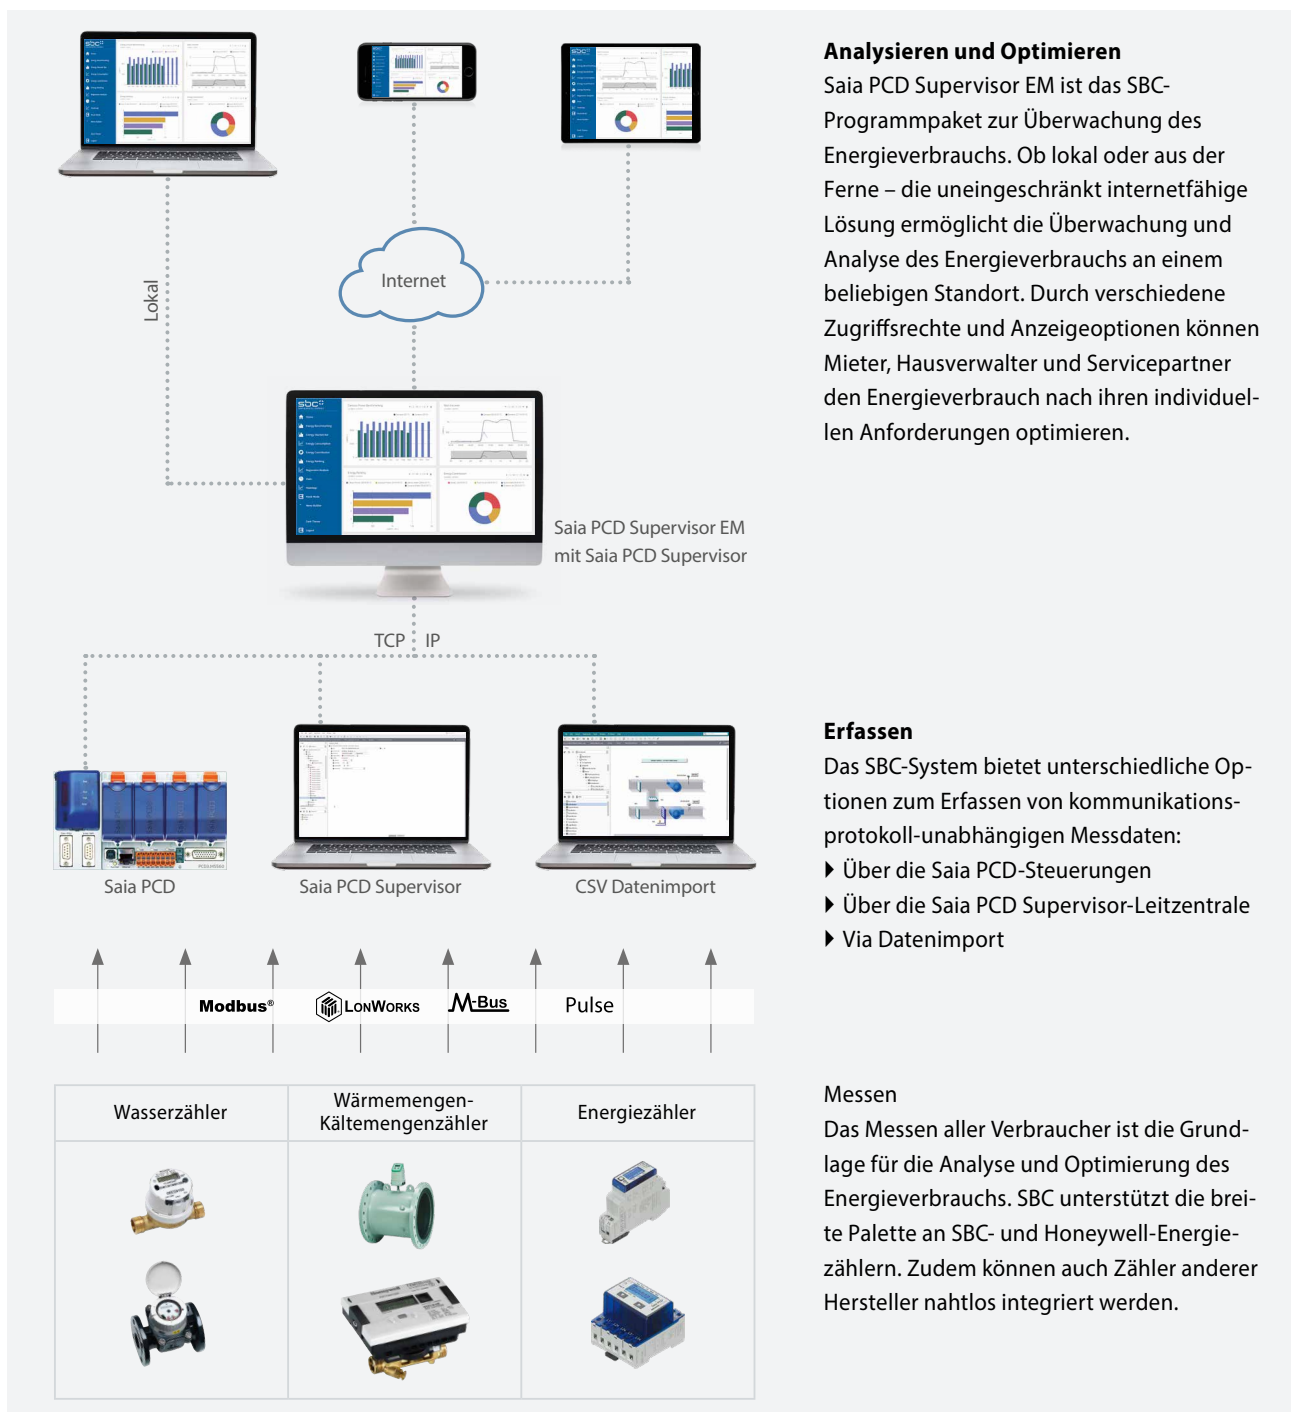 Analysieren und Optimieren
Saia PCD Supervisor EM ist das SBC-
Programmpaket zur Überwachung des
Energieverbrauchs. Ob lokal oder aus der
Ferne – die uneingeschränkt internetfähige
Lösung ermöglicht die Überwachung und
Analyse des Energieverbrauchs an einem
beliebigen Standort. Durch verschiedene
Zugriffsrechte und Anzeigeoptionen können
Mieter, Hausverwalter und Servicepartner
den Energieverbrauch nach ihren individuel-
len Anforderungen optimieren.
Internet
Lokal
sbc
Saia PCD Supervisor EM
mit Saia PCD Supervisor
TCP IP
Saia PCD
Saia PCD Supervisor
CSV Datenimport
Erfassen
Das SBC-System bietet unterschiedliche Op-
tionen zum Erfassen von kommunikations-
protokoll-unabhängigen Messdaten:
Über die Saia PCD-Steuerungen
Über die Saia PCD Supervisor-Leitzentrale
Via Datenimport
Modbus®
LONWORKS
M-Bus
Pulse
Wasserzähler
Wärmemengen-
Kältemengenzähler
Energiezähler
Messen
Das Messen aller Verbraucher ist die Grund-
lage für die Analyse und Optimierung des
Energieverbrauchs. SBC unterstützt die brei-
te Palette an SBC- und Honeywell-Energie-
zählern. Zudem können auch Zähler anderer
Hersteller nahtlos integriert werden.